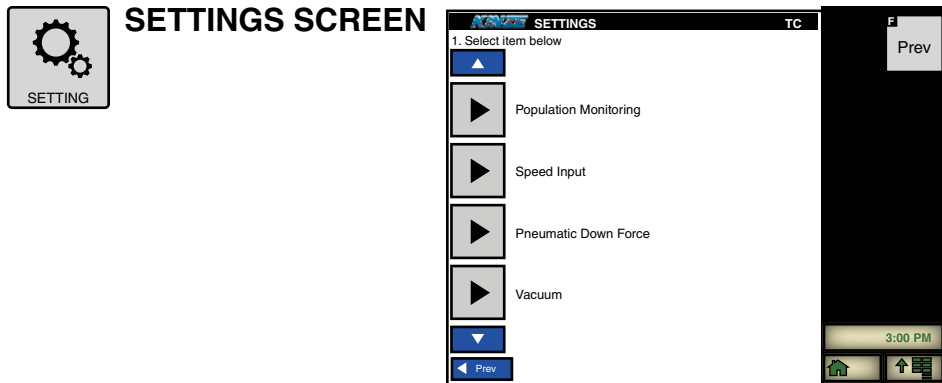 SETTING
SETTINGS SCREEN
KINZE SETTINGS TC
1. Select item below
Population Monitoring
Speed Input
Pneumatic Down Force
Vacuum
Prev
F
Prev
3:00 PM